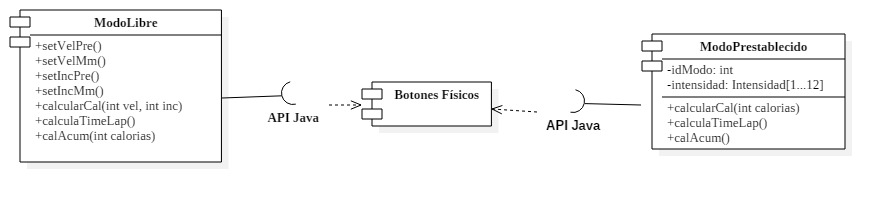 ModoLibre
+setVelPre()
+setVelMm()
+setIncPre()
+setIncMm()
+calcularCal(int vel, int inc)
+calculaTimeLap()
+calAcum(int calorias)
API Java
Botones Físicos
API Java
ModoPrestablecido
-idModo: int
-intensidad: Intensidad[1...12]
+calcularCal(int calorias)
+calculaTimeLap()
+calAcum()